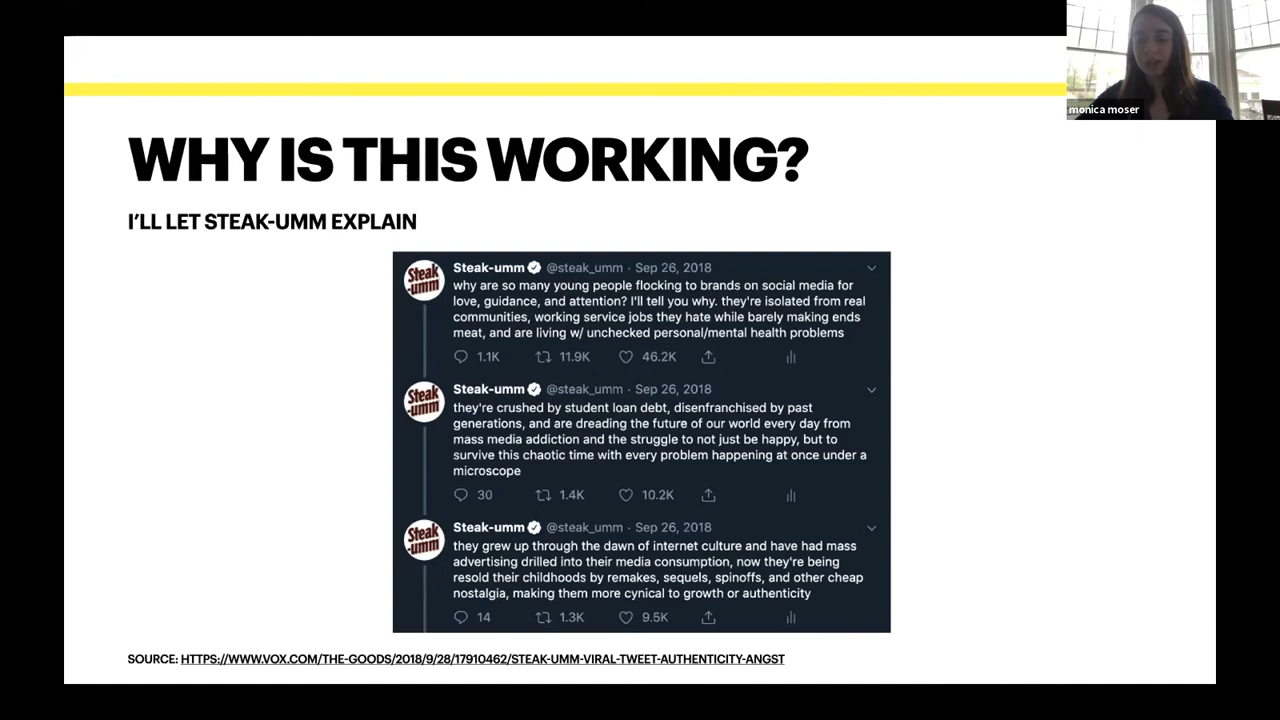 monica moser
WHY IS THIS WORKING?
I'LL LET STEAK-UMM EXPLAIN
Steak-umm
Steak-umm @steak_umm · Sep 26, 2018
why are so many young people flocking to brands on social media for
love, guidance, and attention? I'll tell you why. they're isolated from real
communities, working service jobs they hate while barely making ends
meat, and are living w/ unchecked personal/mental health problems
1.1K 11.9K 46.2K
Steak-umm
Steak-umm @steak_umm · Sep 26, 2018
they're crushed by student loan debt, disenfranchised by past
generations, and are dreading the future of our world every day from
mass media addiction and the struggle to not just be happy, but to
survive this chaotic time with every problem happening at once under a
microscope
30 1.4K 10.2K
Steak-umm
Steak-umm @steak_umm · Sep 26, 2018
they grew up through the dawn of internet culture and have had mass
advertising drilled into their media consumption, now they're being
resold their childhoods by remakes, sequels, spinoffs, and other cheap
nostalgia, making them more cynical to growth or authenticity
14 1.3K 9.5K
SOURCE: HTTPS://WWW.VOX.COM/THE-GOODS/2018/9/28/17910462/STEAK-UMM-VIRAL-TWEET-AUTHENTICITY-ANGST